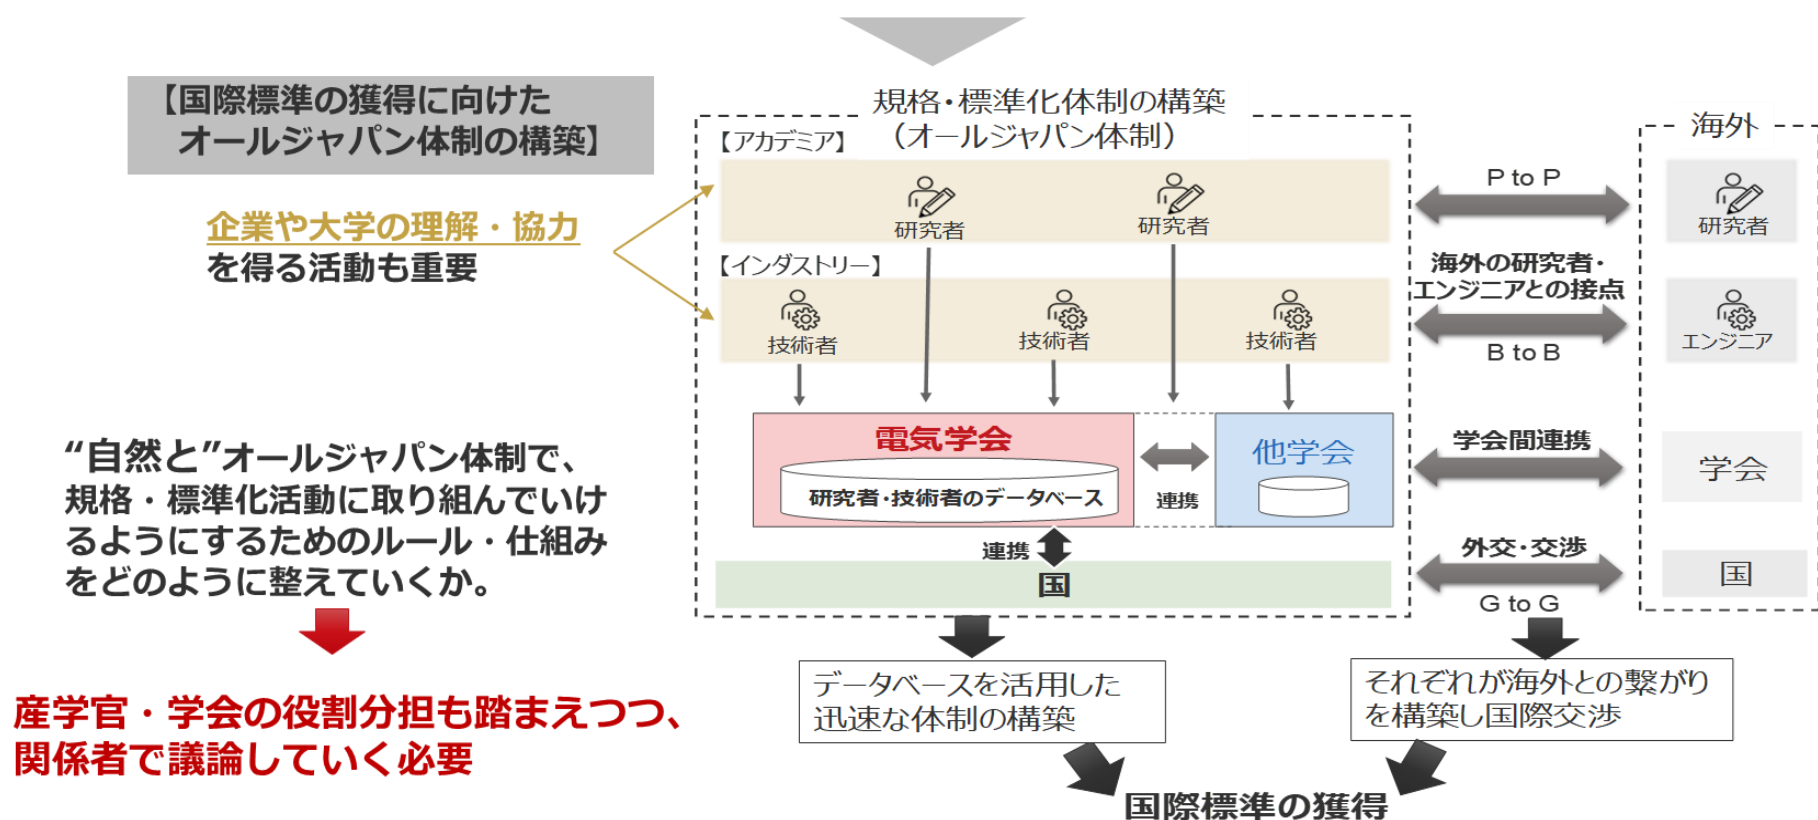 【国際標準の獲得に向けた
オールジャパン体制の構築】
企業や大学の理解・協力
を得る活動も重要
“自然と”オールジャパン体制で、
規格・標準化活動に取り組んでいけ
るようにするためのルール・仕組み
をどのように整えていくか。
産学官・学会の役割分担も踏まえつつ、
関係者で議論していく必要
規格・標準化体制の構築
（オールジャパン体制）
【アカデミア】
研究者
研究者
【インダストリー】
技術者
技術者
技術者
電気学会
研究者・技術者のデータベース
連携
他学会
連携
国
P to P
海外の研究者・
エンジニアとの接点
B to B
学会間連携
外交・交渉
G to G
海外
研究者
エンジニア
学会
国
データベースを活用した
迅速な体制の構築
それぞれが海外との繋がり
を構築し国際交渉
国際標準の獲得